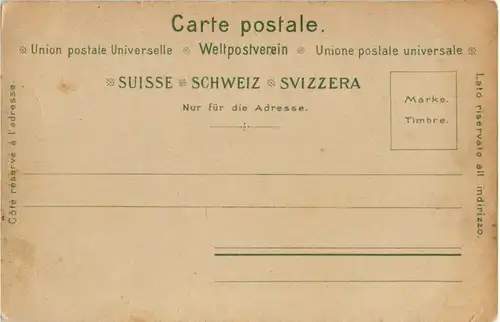 Carte postale.
※ Union postale Universelle ※ Weltpostverein ※ Unione postale universale ※
※ SUISSE ※ SCHWEIZ ※ SVIZZERA
Nur für die Adresse.
Marke.
Timbre.
Côté réservé à l'adresse.
Lato riservato all indirizzo.